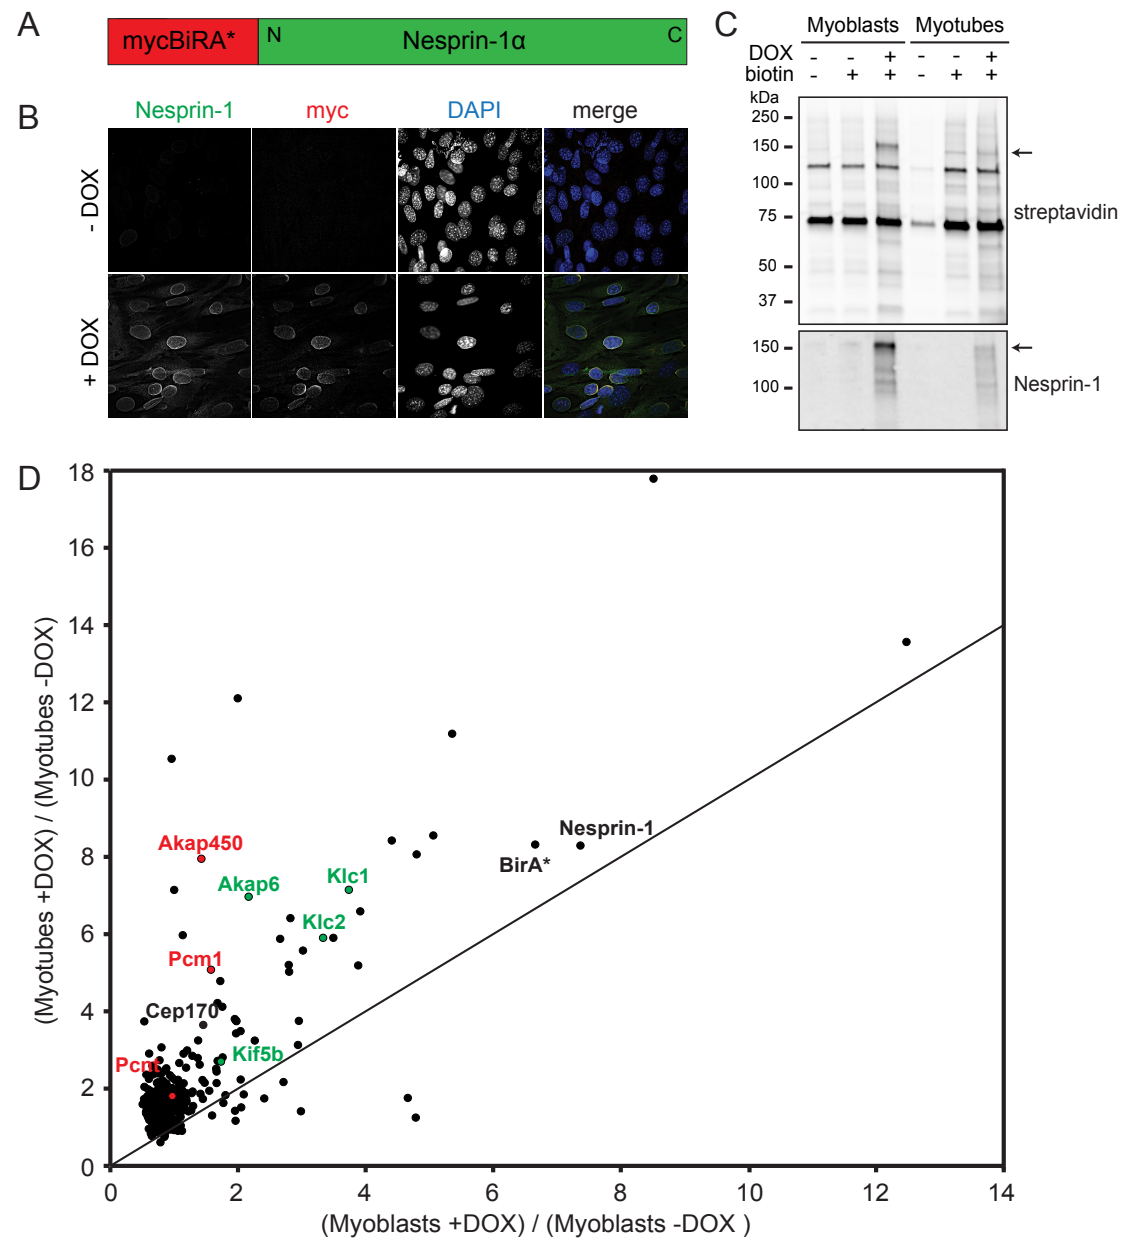 A
mycBiRA* N Nesprin-1α C
B
Nesprin-1 myc DAPI merge
- DOX
+ DOX
C
Myoblasts Myotubes
DOX - - + - - +
biotin - + + - + +
kDa
250
150
100
75
50
37
streptavidin
150
100
Nesprin-1
D
(Myotubes +DOX) / (Myotubes -DOX)
18
16
14
12
10
8
6
4
2
0
Nesprin-1
BirA*
Akap450
Akap6
Klc1
Klc2
Pcm1
Cep170
Kif5b
Pcnt
0 2 4 6 8 10 12 14
(Myoblasts +DOX) / (Myoblasts -DOX )